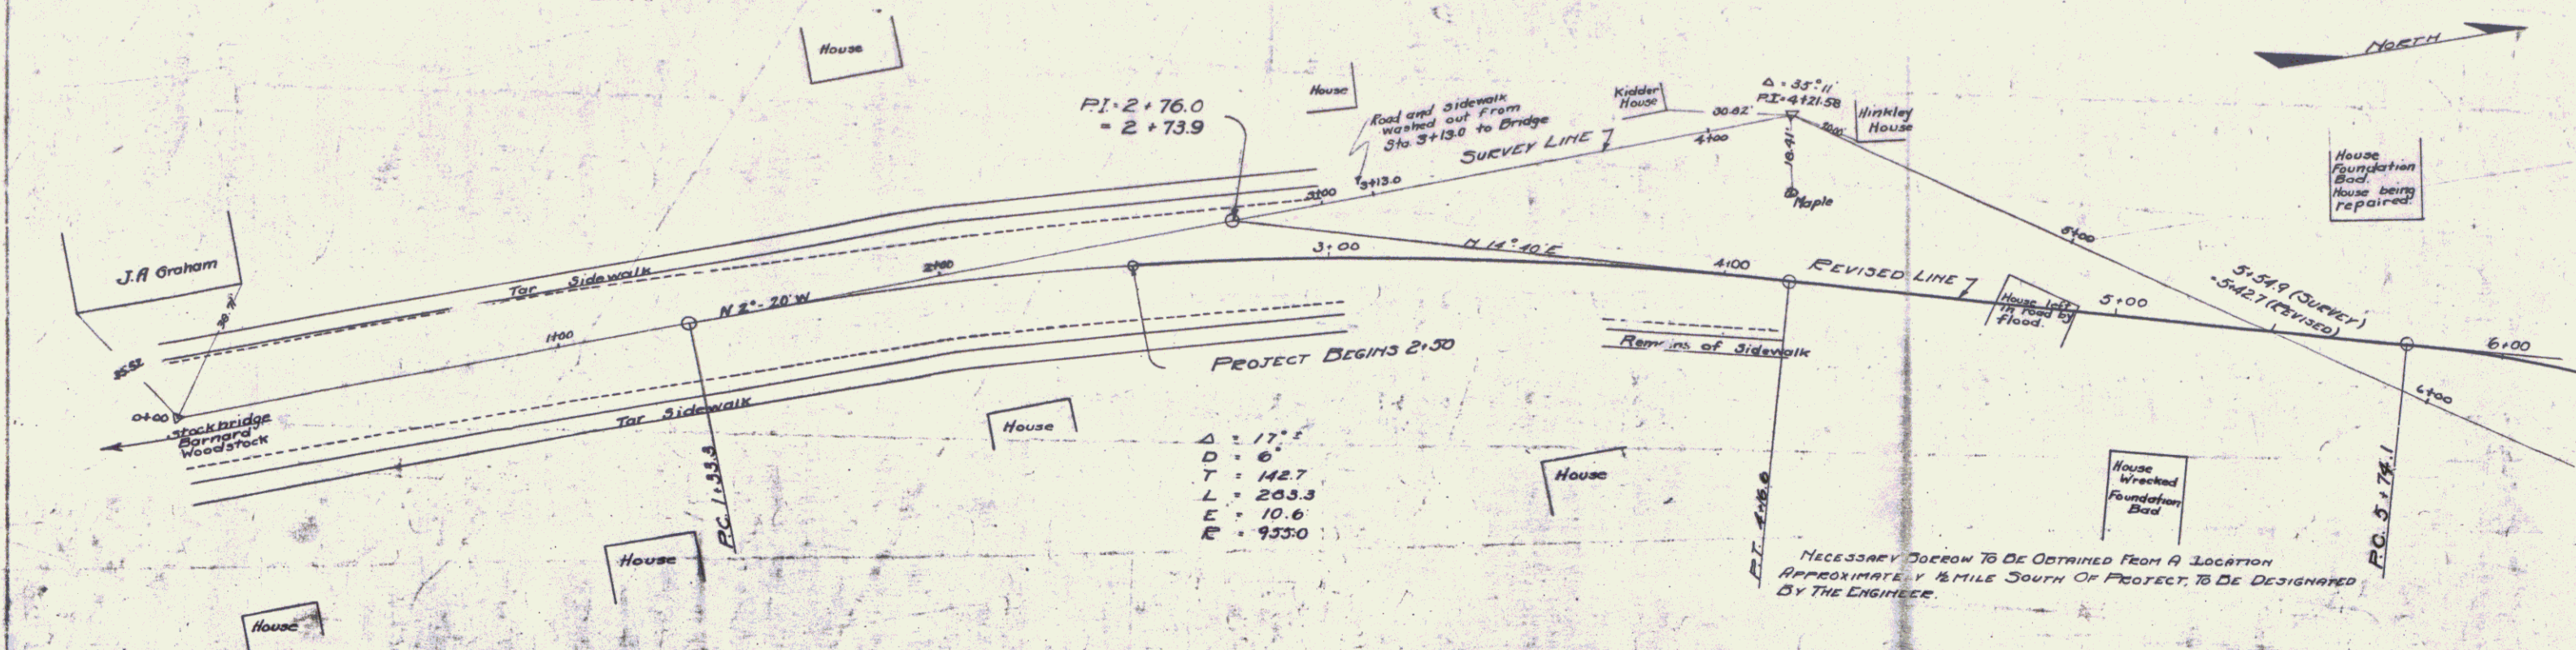 House
NORTH
P.I. = 2 + 76.0
= 2 + 73.9
House
Road and sidewalk
washed out from
Sta. 3+13.0 to Bridge
SURVEY LINE
Kidder
House
30.82'
Δ = 35° 11'
P.I. = 4+21.58
Hinkley
House
4+00
18.41'
Maple
3+00
3+13.0
House
Foundation
Bad.
House being
repaired.
J.A Graham
Tar Sidewalk
2+00
3+00
N 14° 40' E
4+00
REVISED LINE
5+00
5+54.9 (SURVEY)
= 5+42.7 (REVISED)
House left
in road by
flood.
5+00
N 2° - 20' W
1+00
PROJECT BEGINS 2+50
Remains of Sidewalk
6+00
6+00
0+00
Stockbridge
Barnard
Woodstock
Tar Sidewalk
House
P.C. 1+33.3
Δ = 17° ±
D = 6°
T = 142.7
L = 283.3
E = 10.6
R = 955.0
House
P.T. 4+16.6
House
Wrecked
Foundation
Bad
P.C. 5+74.1
House
House
NECESSARY BORROW TO BE OBTAINED FROM A LOCATION
APPROXIMATELY ½ MILE SOUTH OF PROJECT, TO BE DESIGNATED
BY THE ENGINEER.